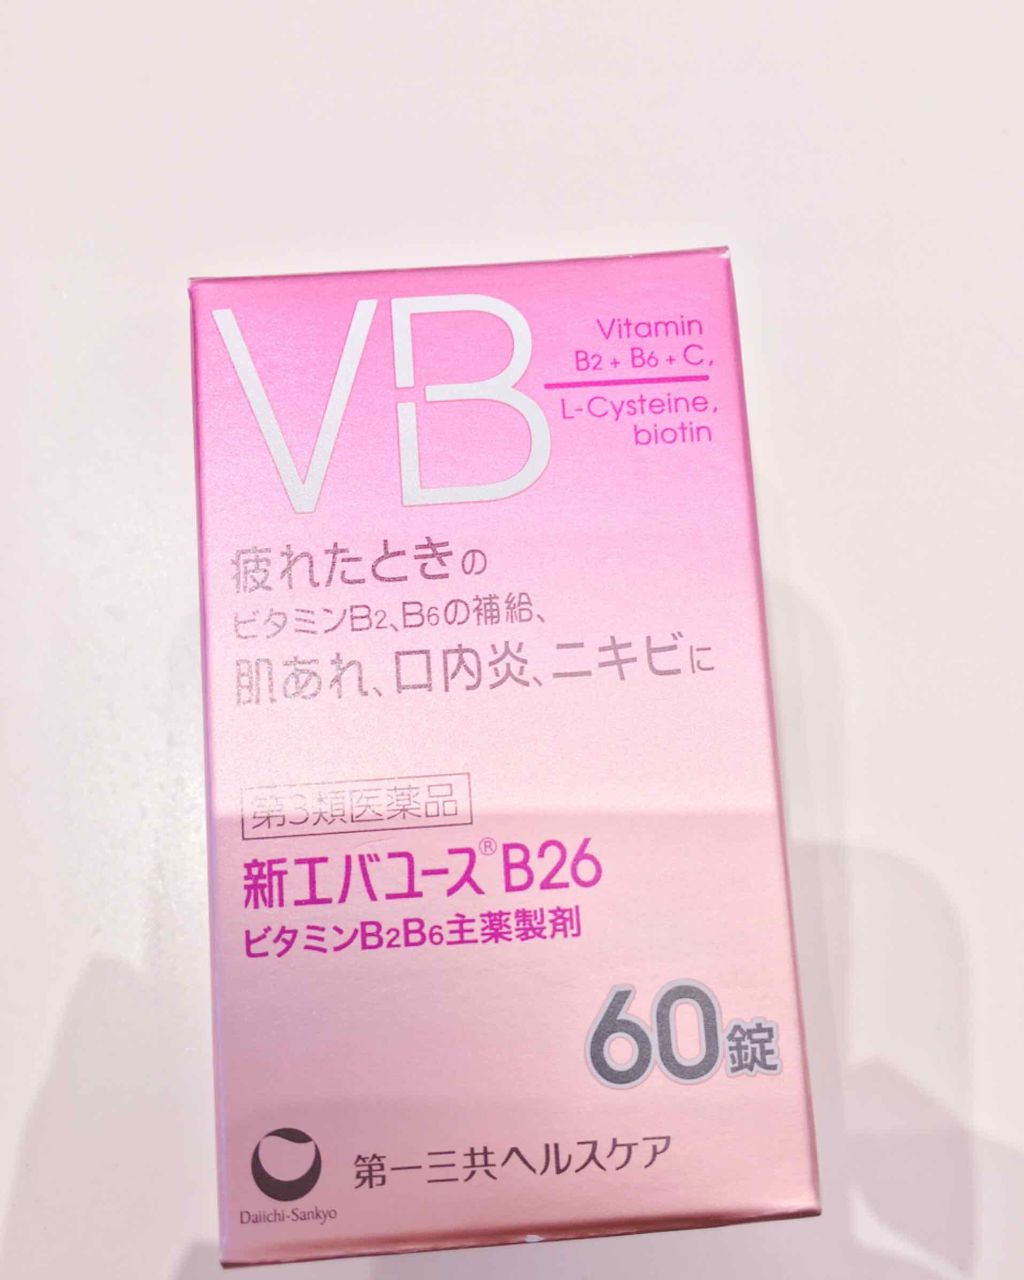 VB
Vitamin
B2 + B6 + C,
L-Cysteine,
biotin
疲れたときの
ビタミンB2、B6の補給、
肌あれ、口内炎、ニキビに
第3類医薬品
新エバユース® B26
ビタミンB2B6主薬製剤
60錠
第一三共ヘルスケア
Daiichi-Sankyo